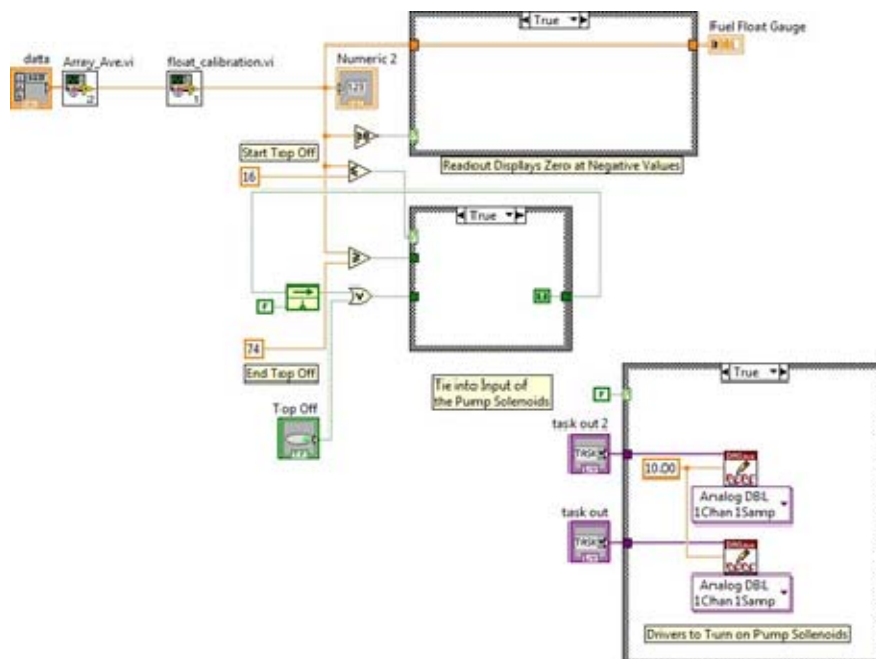 True
Fuel Float Gauge
data
Array_Ave.vi
float_calibration.vi
Numeric 2
123
2
1
Start Top Off
16
Readout Displays Zero at Negative Values
True
F
74
End Top Off
Top Off
Tie into Input of
the Pump Solenoids
True
F
task out 2
TASK
10.00
Analog DBL
1Chan 1Samp
task out
TASK
Analog DBL
1Chan 1Samp
Drivers to Turn on Pump Sollenoids